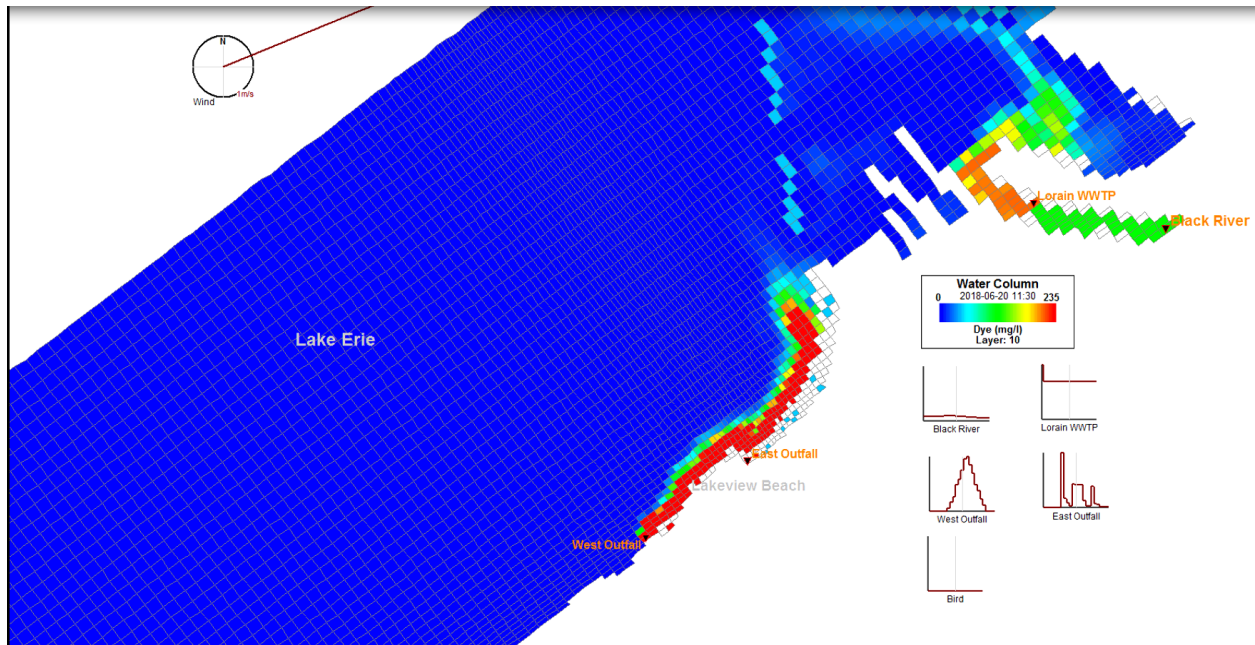 N
Wind
1m/s
Lorain WWTP
Black River
Water Column
0 2018-06-20 11:30 235
Dye (mg/l)
Layer: 10
Lake Erie
Black River
Lorain WWTP
East Outfall
Lakeview Beach
West Outfall
East Outfall
West Outfall
Bird